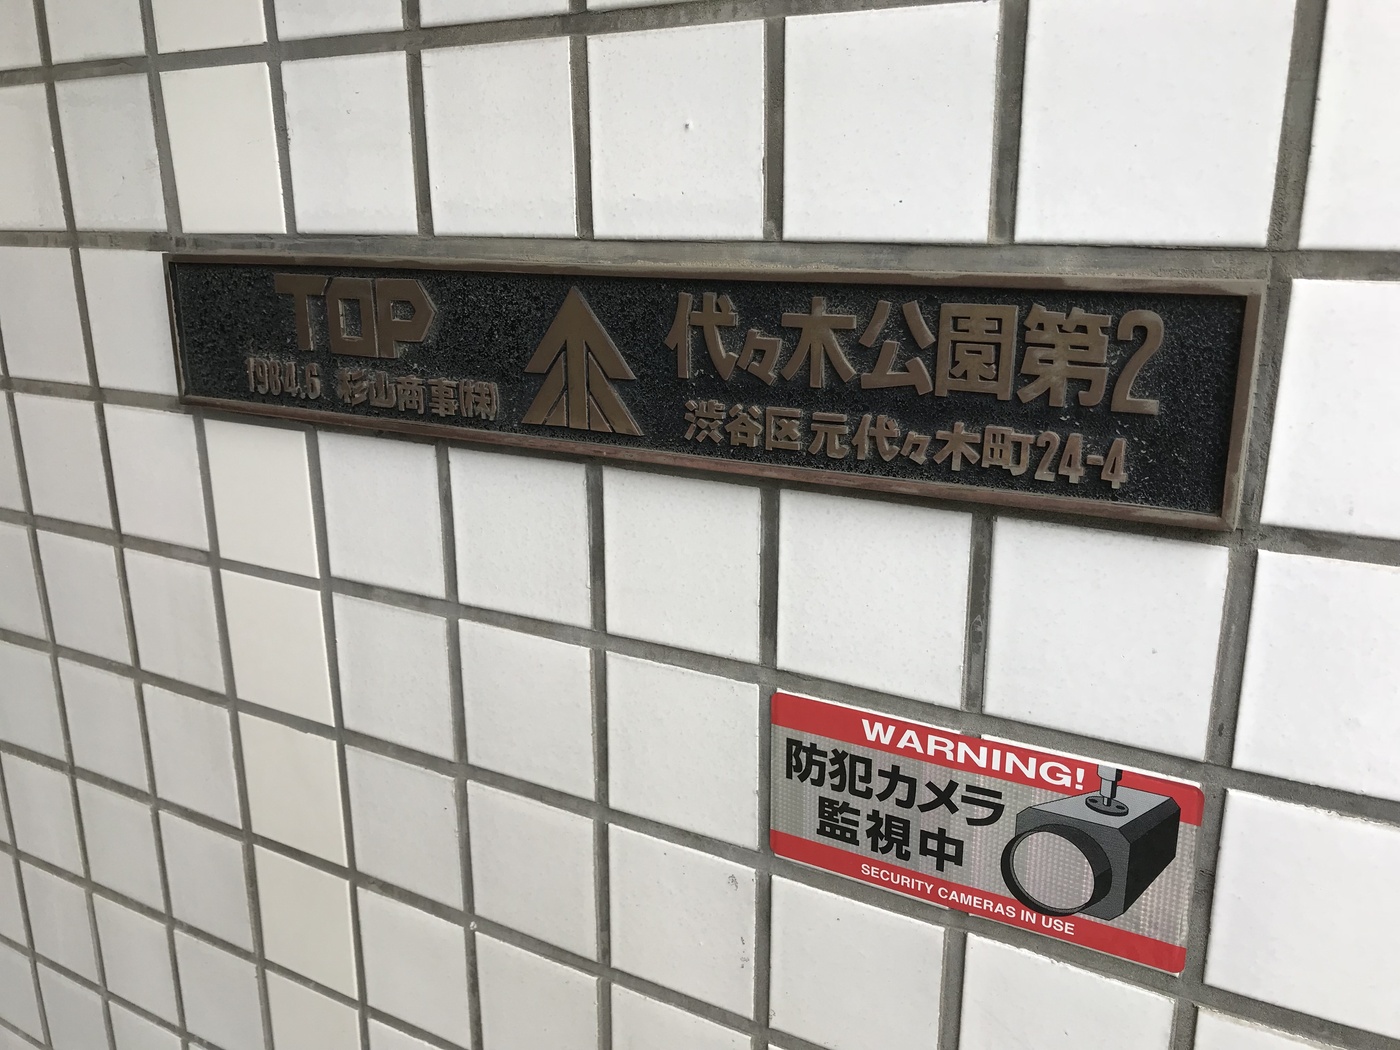 TOP
1984.6 杉山商事㈱
代々木公園第2
渋谷区元代々木町24-4
WARNING!
防犯カメラ
監視中
SECURITY CAMERAS IN USE